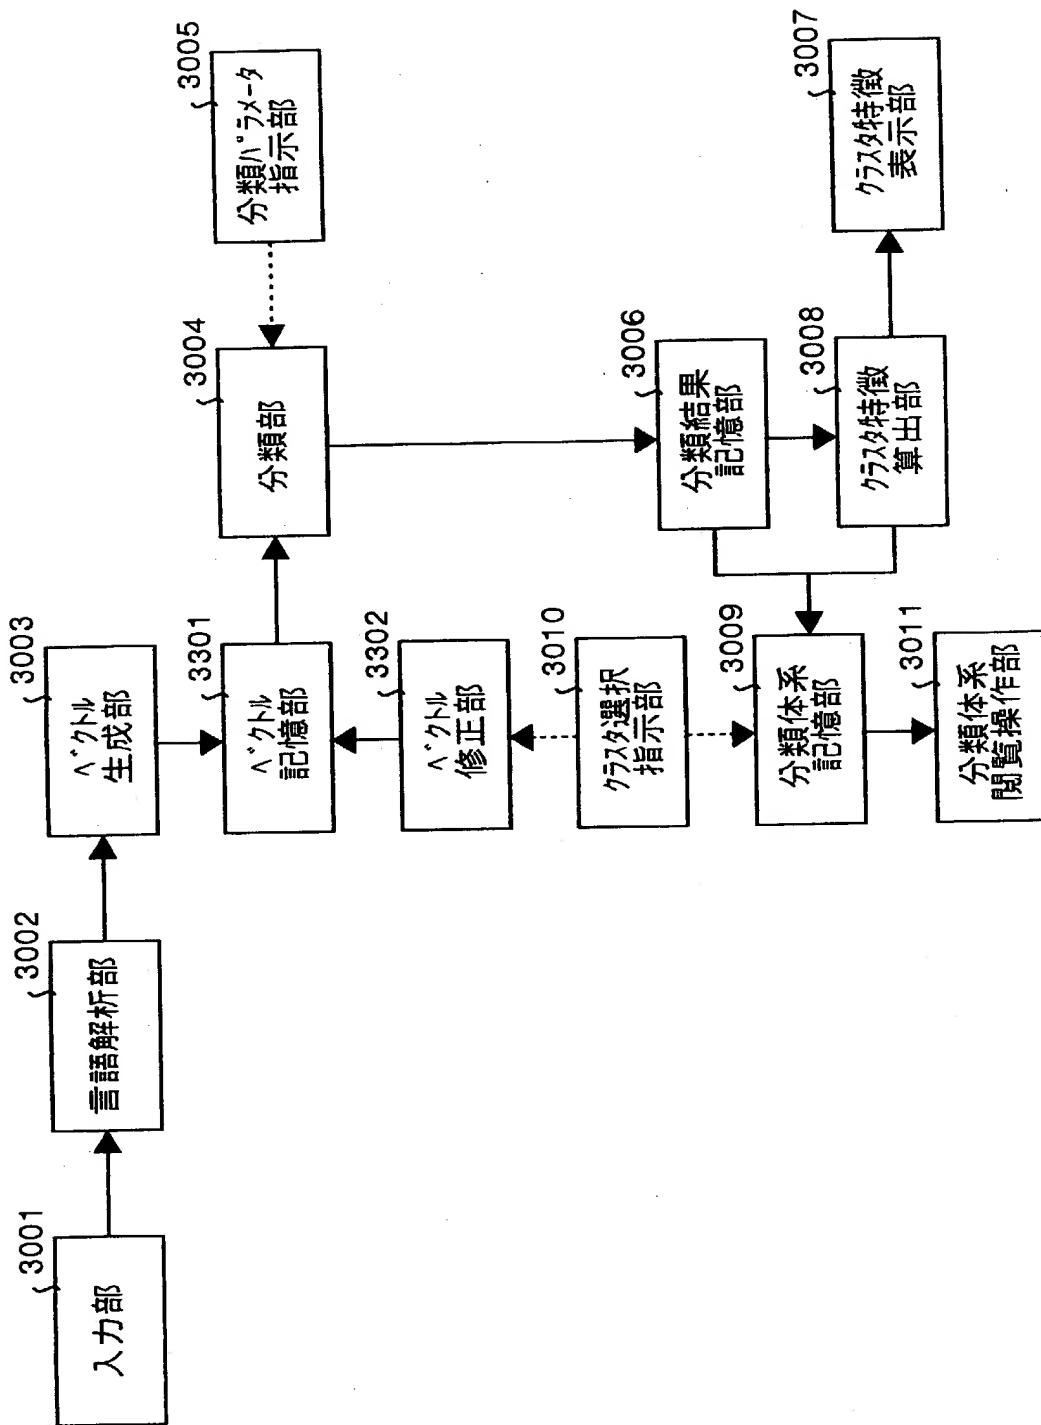 3001
入力部
3002
言語解析部
3003
ベクトル
生成部
3301
ベクトル
記憶部
3302
ベクトル
修正部
3010
クラスタ選択
指示部
3009
分類体系
記憶部
3011
分類体系
閲覧操作部
3004
分類部
3005
分類パラメータ
指示部
3006
分類結果
記憶部
3008
クラスタ特徴
算出部
3007
クラスタ特徴
表示部